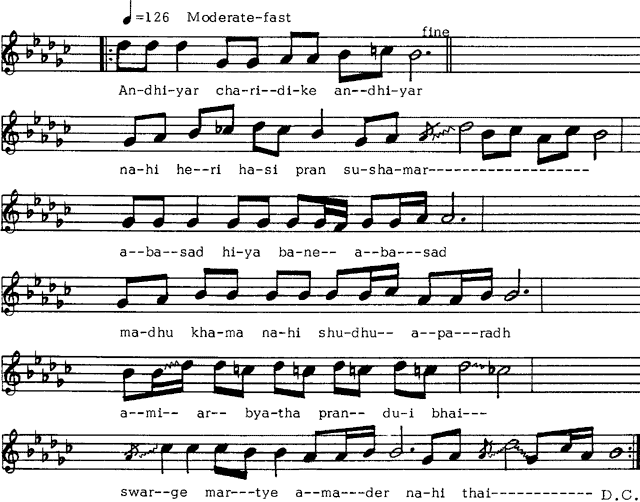 =126 Moderate-fast
fine
An-dhi-yar cha-ri--di-ke an--dhi-yar
na-hi he--ri ha-si pran su-sha-mar-------------------
a--ba--sad hi-ya ba-ne-- a--ba---sad
ma-dhu kha-ma na-hi shu-dhu-- a--pa---radh
a--mi-- ar-- bya-tha pran-- du-i bhai---
swar--ge mar---tye a--ma---der na-hi thai------------ D.C.